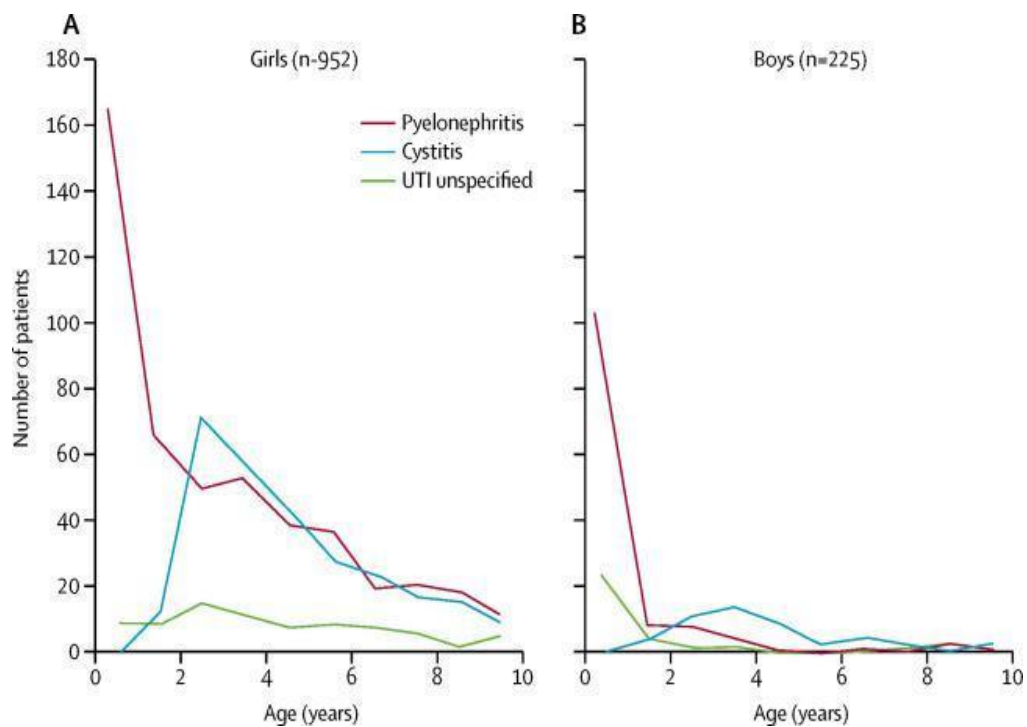 A
Girls (n-952)
180
160
140
120
100
80
60
40
20
0
Number of patients
Pyelonephritis
Cystitis
UTI unspecified
0 2 4 6 8 10
Age (years)
B
Boys (n=225)
0
0 2 4 6 8 10
Age (years)